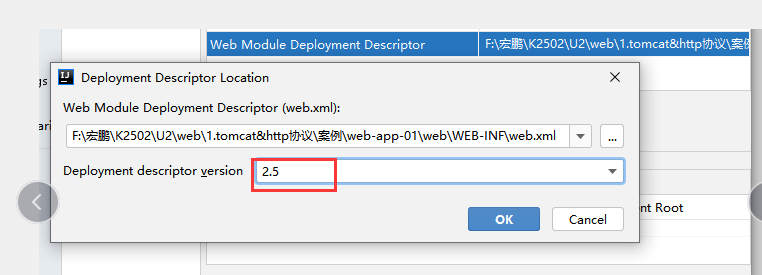 Web Module Deployment Descriptor F:\宏鹏\K2502\U2\web\1.tomcat&http协议\案例
IJ Deployment Descriptor Location
gs
Web Module Deployment Descriptor (web.xml):
ari
F:\宏鹏\K2502\U2\web\1.tomcat&http协议\案例\web-app-01\web\WEB-INF\web.xml ...
Deployment descriptor version 2.5
ent Root
OK Cancel